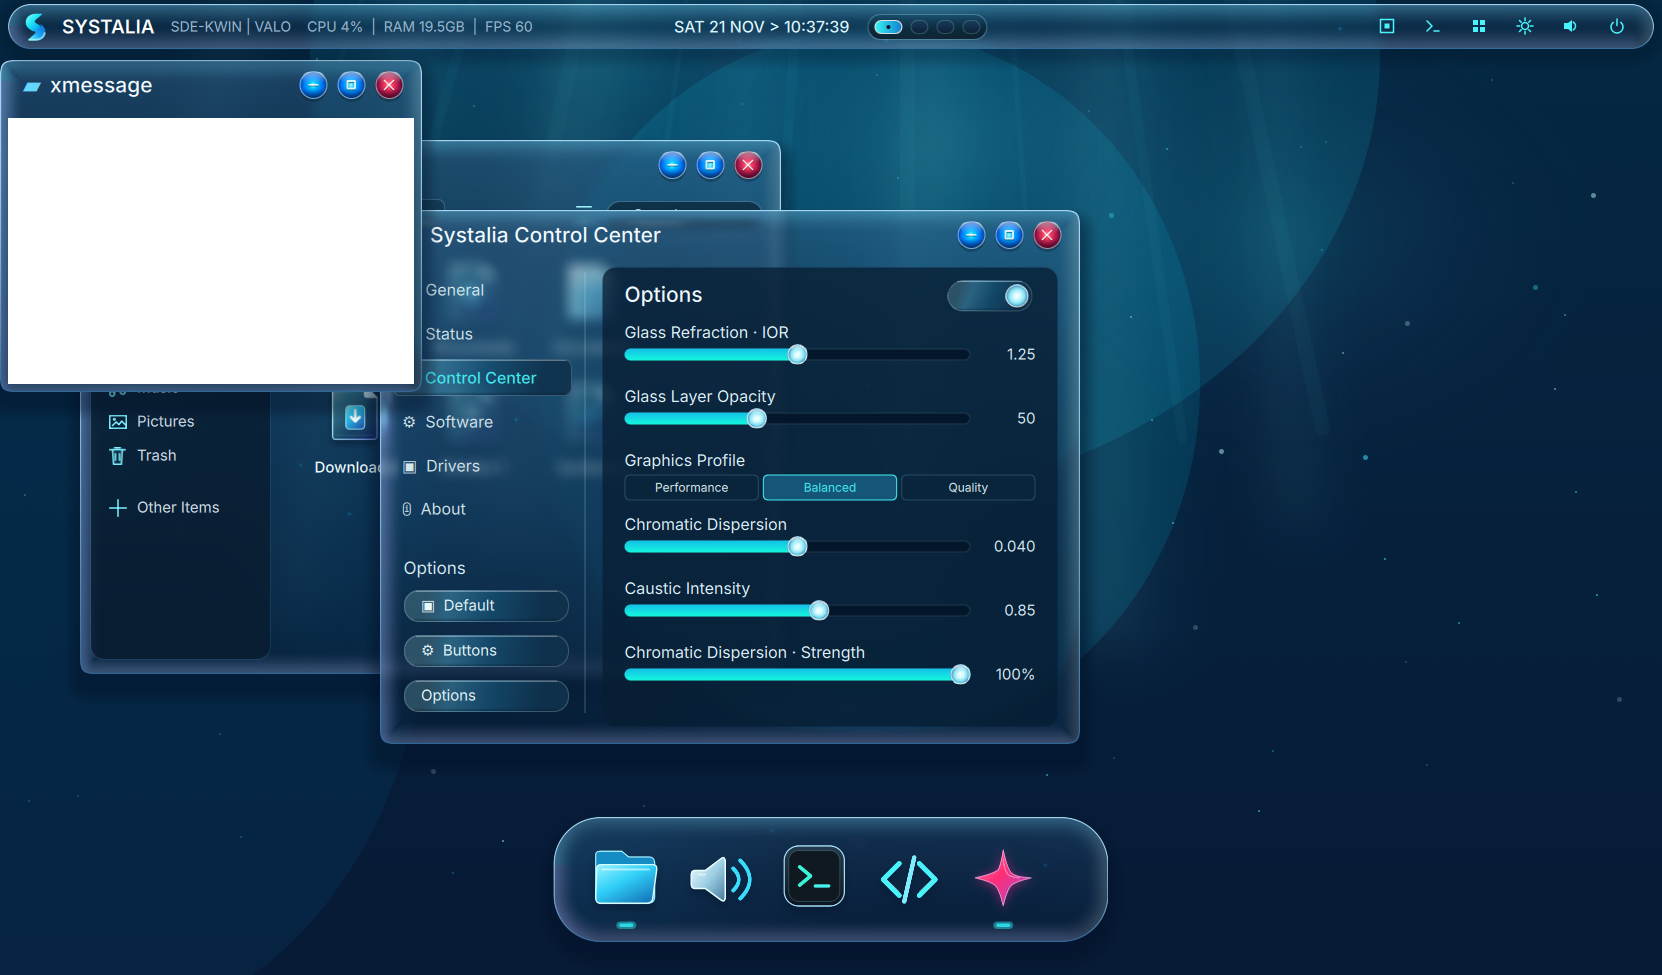 SYSTALIA SDE-KWIN | VALO CPU 4% | RAM 19.5GB | FPS 60
SAT 21 NOV > 10:37:39
xmessage
Pictures
Trash
Other Items
Systalia Control Center
General
Status
Control Center
Software
Drivers
About
Options
Default
Buttons
Options
Options
Glass Refraction · IOR
1.25
Glass Layer Opacity
50
Graphics Profile
Performance Balanced Quality
Chromatic Dispersion
0.040
Caustic Intensity
0.85
Chromatic Dispersion · Strength
100%